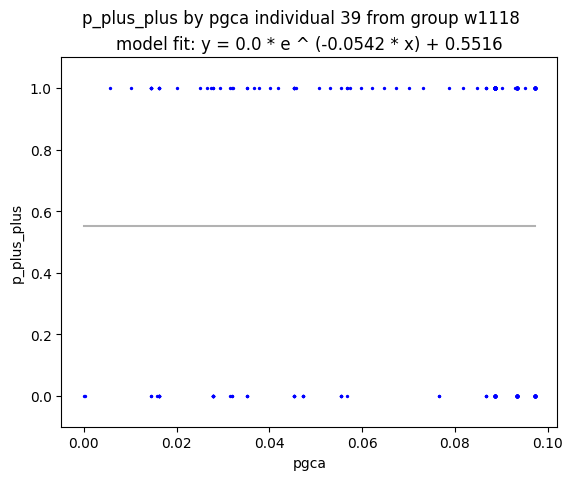 p_plus_plus by pgca individual 39 from group w1118
model fit: y = 0.0 * e ^ (-0.0542 * x) + 0.5516
1.0
0.8
0.6
0.4
0.2
0.0
p_plus_plus
0.00 0.02 0.04 0.06 0.08 0.10
pgca